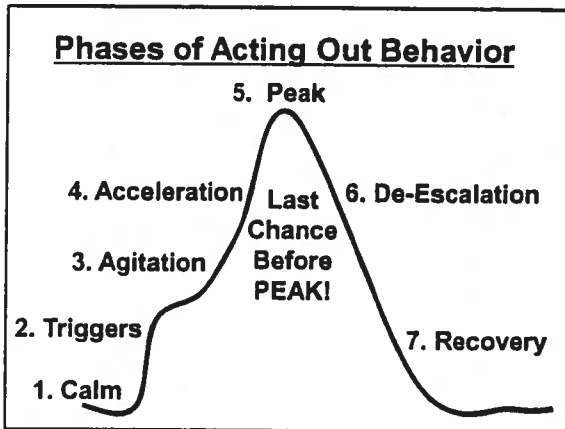 Phases of Acting Out Behavior
5. Peak
4. Acceleration
Last
Chance
Before
PEAK!
6. De-Escalation
3. Agitation
2. Triggers
7. Recovery
1. Calm